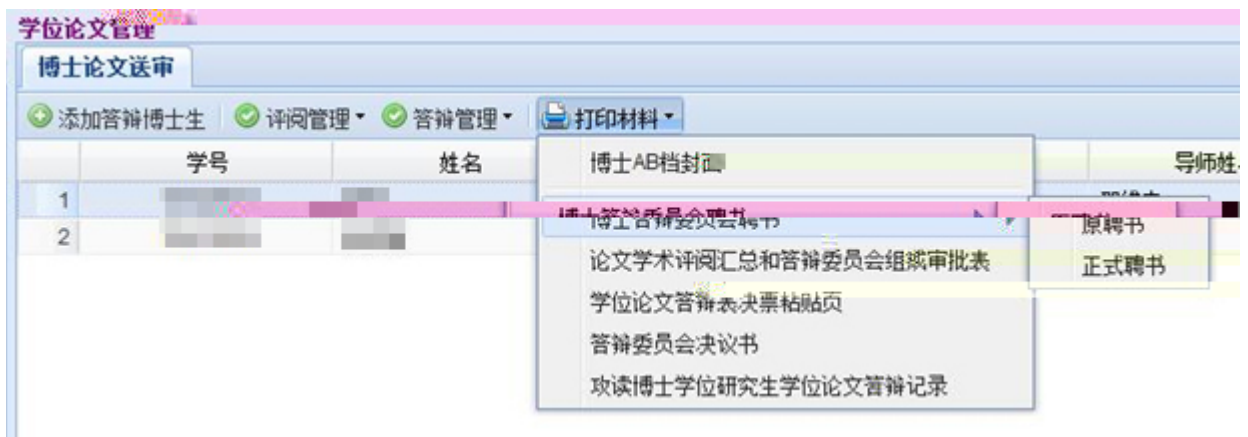 学位论文管理
博士论文送审
添加答辩博士生 评阅管理 答辩管理 打印材料
学号 姓名 导师姓
博士AB档封面
1
博士答辩委员会聘书 原聘书
2
论文学术评阅汇总和答辩委员会组成审批表 正式聘书
学位论文答辩表决票粘贴页
答辩委员会决议书
攻读博士学位研究生学位论文答辩记录